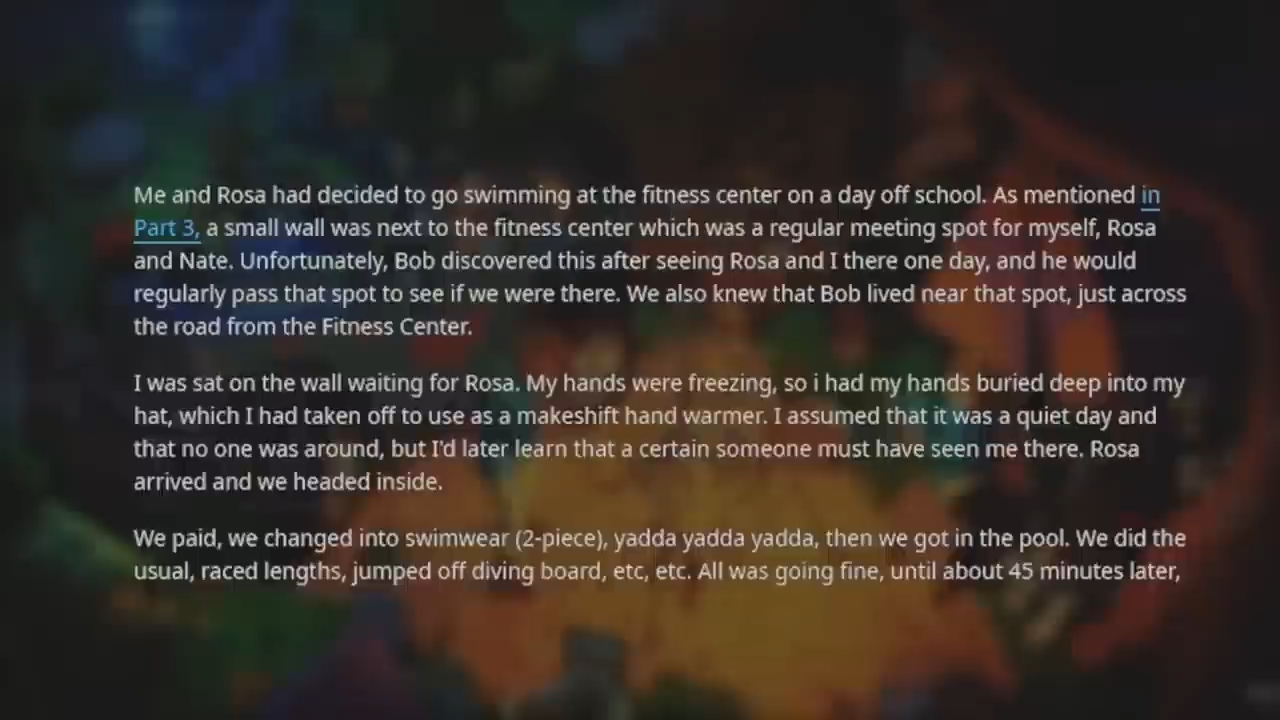 Me and Rosa had decided to go swimming at the fitness center on a day off school. As mentioned in
Part 3, a small wall was next to the fitness center which was a regular meeting spot for myself, Rosa
and Nate. Unfortunately, Bob discovered this after seeing Rosa and I there one day, and he would
regularly pass that spot to see if we were there. We also knew that Bob lived near that spot, just across
the road from the Fitness Center.
I was sat on the wall waiting for Rosa. My hands were freezing, so i had my hands buried deep into my
hat, which I had taken off to use as a makeshift hand warmer. I assumed that it was a quiet day and
that no one was around, but I'd later learn that a certain someone must have seen me there. Rosa
arrived and we headed inside.
We paid, we changed into swimwear (2-piece), yadda yadda yadda, then we got in the pool. We did the
usual, raced lengths, jumped off diving board, etc, etc. All was going fine, until about 45 minutes later,